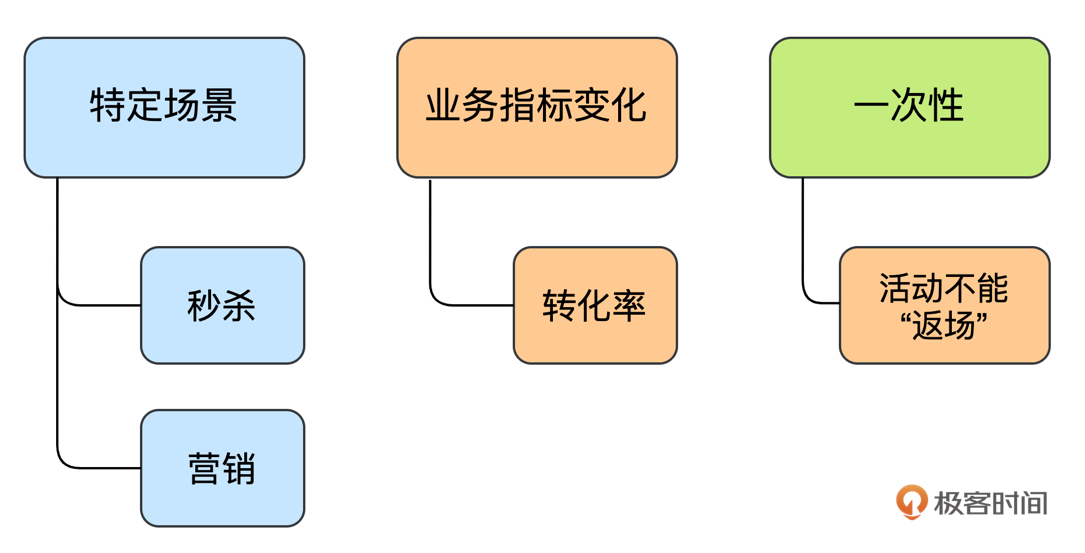 特定场景
业务指标变化
一次性
秒杀
转化率
活动不能
“返场”
营销
极客时间